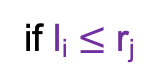 if lᵢ ≤ rⱼ